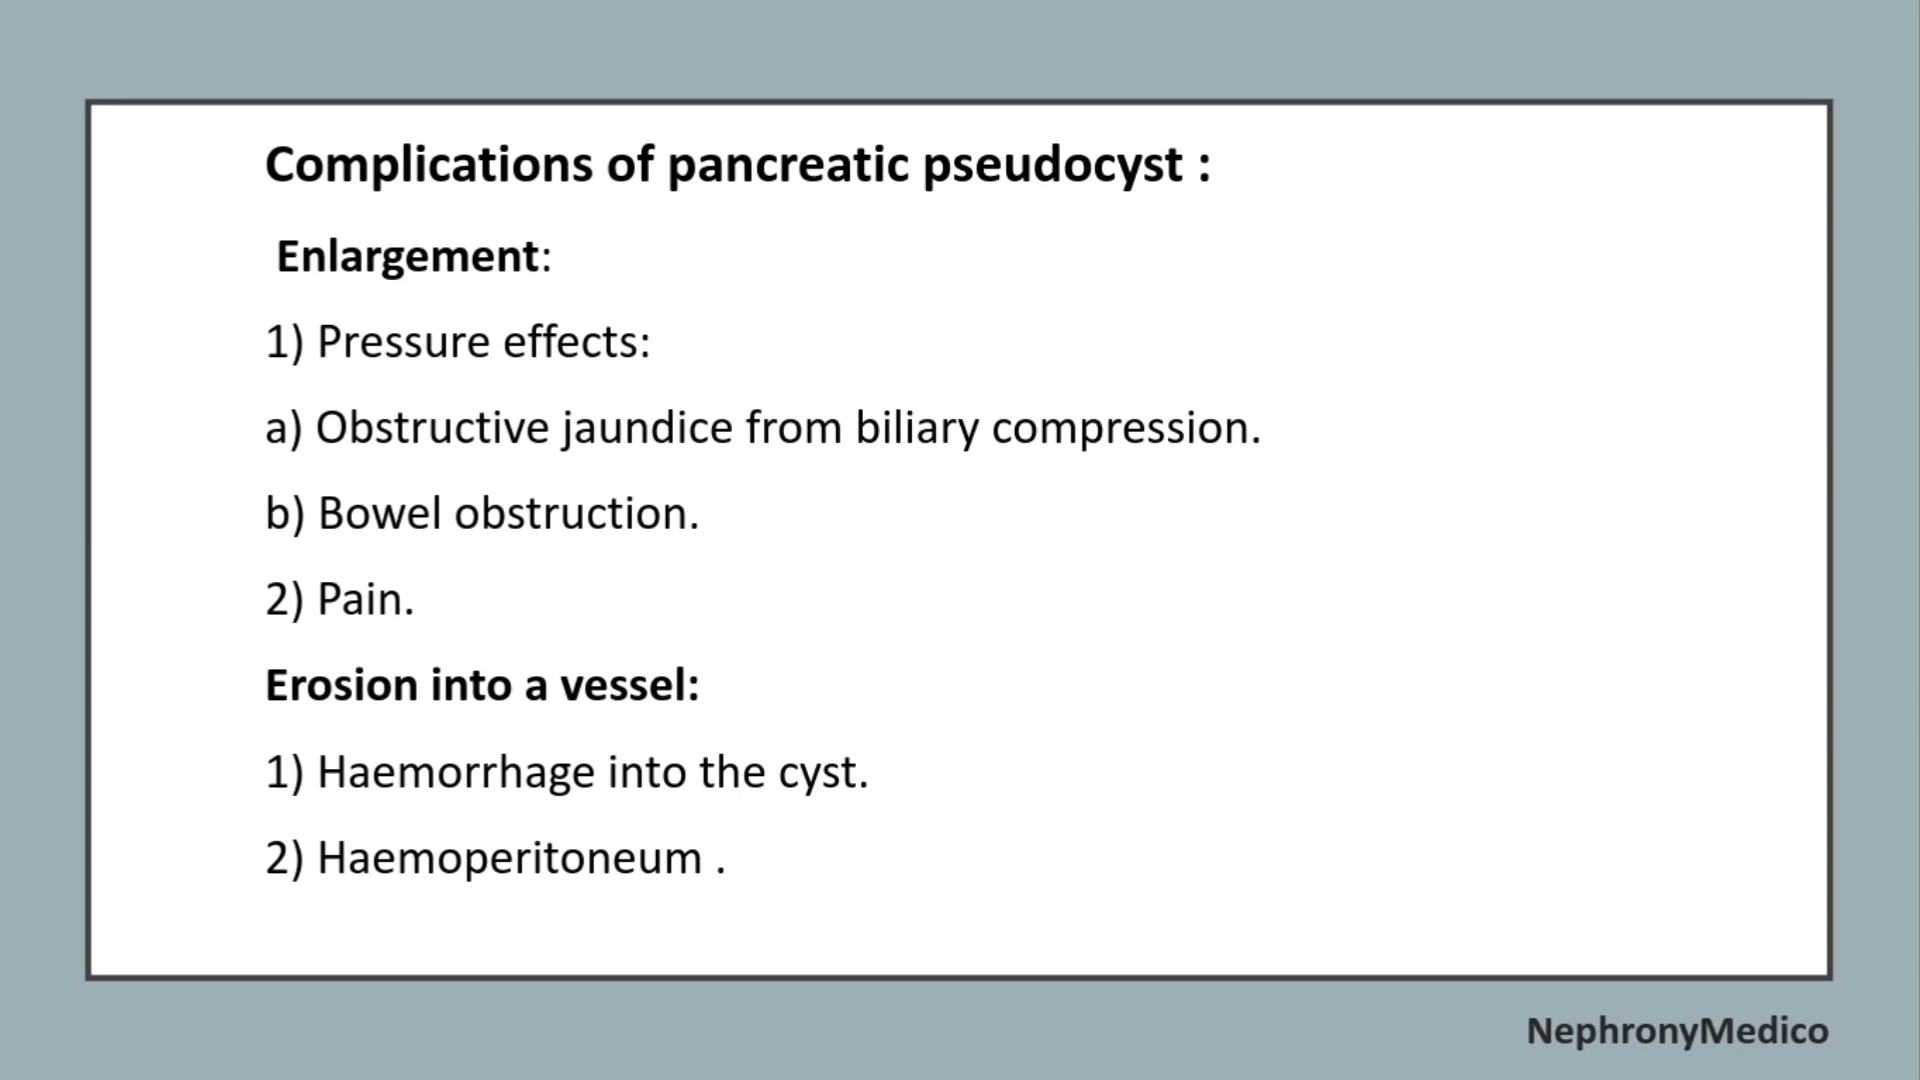 Complications of pancreatic pseudocyst :
Enlargement:
1) Pressure effects:
a) Obstructive jaundice from biliary compression.
b) Bowel obstruction.
2) Pain.
Erosion into a vessel:
1) Haemorrhage into the cyst.
2) Haemoperitoneum .
NephronyMedico